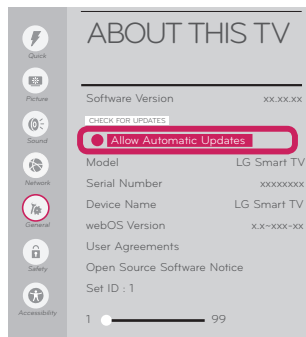 ABOUT THIS TV
Quick
Picture
Sound
Network
General
Safety
Accessibility
Software Version xx.xx.xx
CHECK FOR UPDATES
Allow Automatic Updates
Model LG Smart TV
Serial Number xxxxxxxx
Device Name LG Smart TV
webOS Version x.x-xxx-xx
User Agreements
Open Source Software Notice
Set ID : 1
1 99